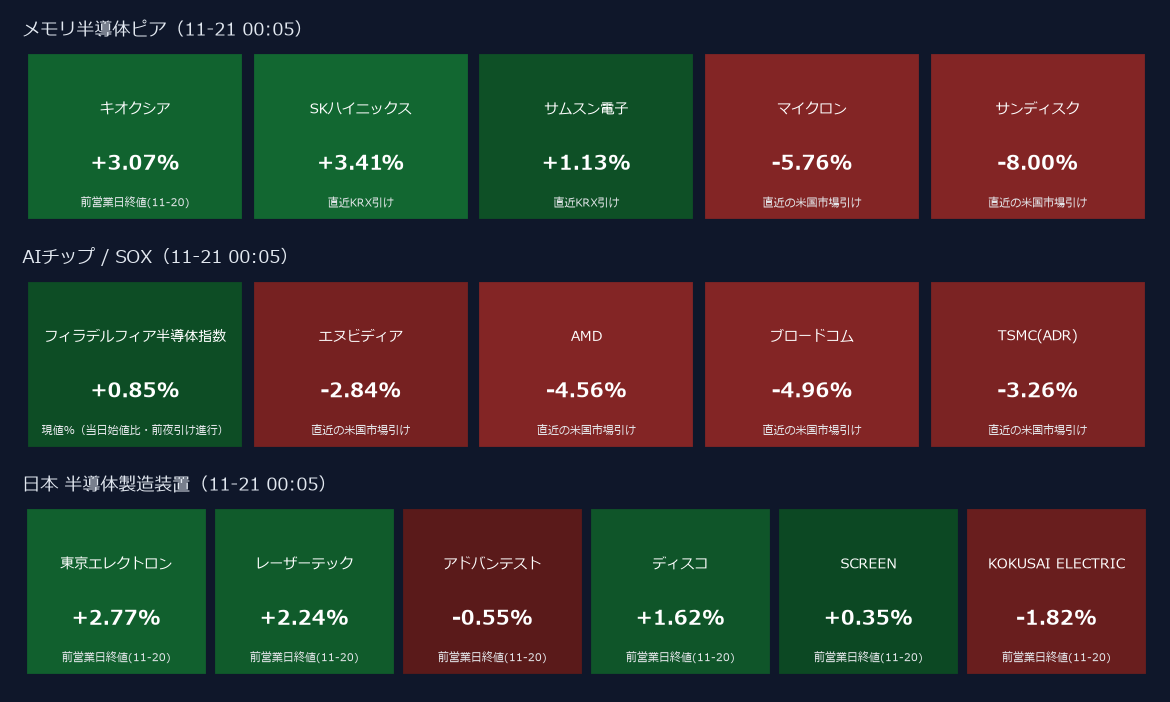 メモリ半導体ピア（11-21 00:05）
キオクシア
+3.07%
前営業日終値(11-20)
SKハイニックス
+3.41%
直近KRX引け
サムスン電子
+1.13%
直近KRX引け
マイクロン
-5.76%
直近の米国市場引け
サンディスク
-8.00%
直近の米国市場引け
AIチップ / SOX（11-21 00:05）
フィラデルフィア半導体指数
+0.85%
現値%（当日始値比・前夜引け進行）
エヌビディア
-2.84%
直近の米国市場引け
AMD
-4.56%
直近の米国市場引け
ブロードコム
-4.96%
直近の米国市場引け
TSMC(ADR)
-3.26%
直近の米国市場引け
日本 半導体製造装置（11-21 00:05）
東京エレクトロン
+2.77%
前営業日終値(11-20)
レーザーテック
+2.24%
前営業日終値(11-20)
アドバンテスト
-0.55%
前営業日終値(11-20)
ディスコ
+1.62%
前営業日終値(11-20)
SCREEN
+0.35%
前営業日終値(11-20)
KOKUSAI ELECTRIC
-1.82%
前営業日終値(11-20)